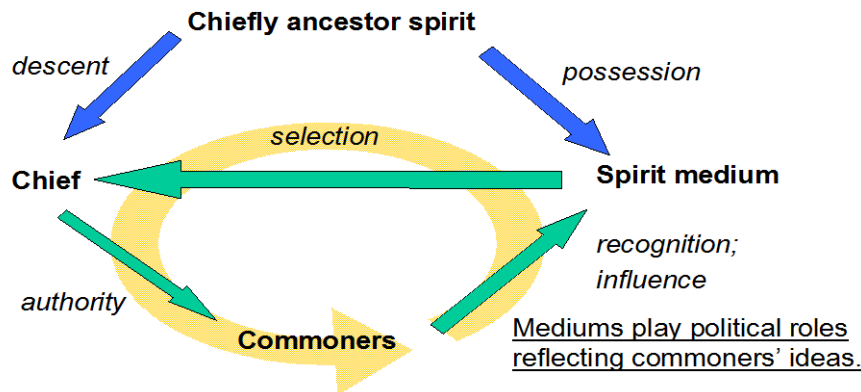 Chiefly ancestor spirit
descent
possession
selection
Chief
Spirit medium
recognition;
influence
authority
Commoners
Mediums play political roles
reflecting commoners' ideas.